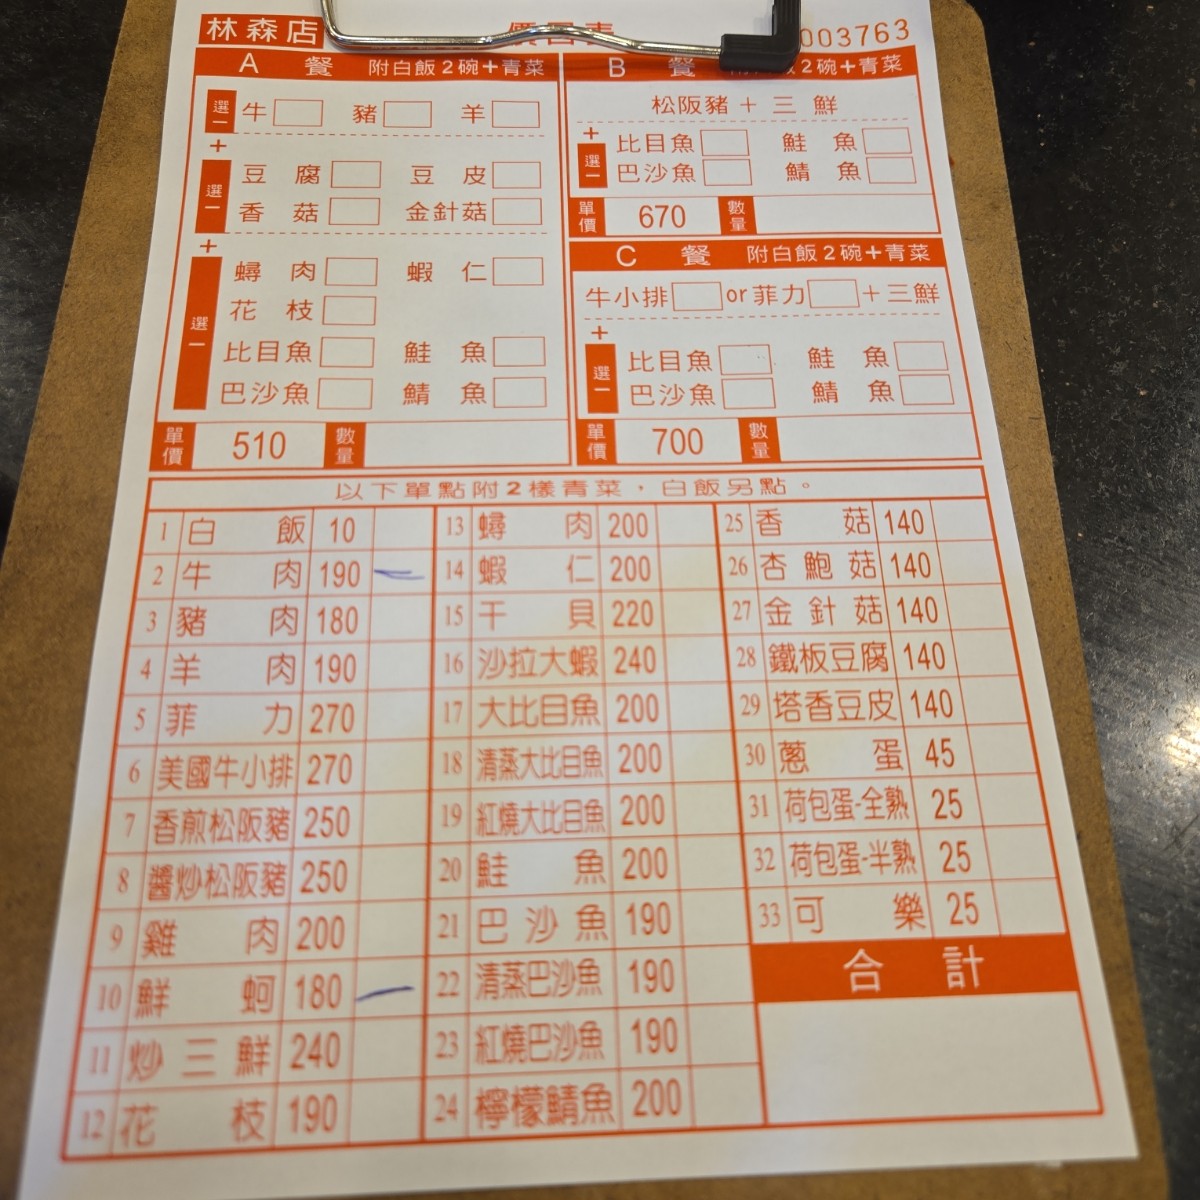 林森店
003763
A 餐 附白飯2碗+青菜
選一 牛 豬 羊
+
選一 豆腐 豆皮
香菇 金針菇
+
選一 蟳肉 蝦仁
花枝
比目魚 鮭魚
巴沙魚 鯖魚
單價 510 數量
B 餐 附白飯2碗+青菜
松阪豬+三鮮
+
選一 比目魚 鮭魚
巴沙魚 鯖魚
單價 670 數量
C 餐 附白飯2碗+青菜
牛小排 or菲力 +三鮮
+
選一 比目魚 鮭魚
巴沙魚 鯖魚
單價 700 數量
以下單點附2樣青菜,白飯另點。
1 白飯 10
2 牛肉 190
3 豬肉 180
4 羊肉 190
5 菲力 270
6 美國牛小排 270
7 香煎松阪豬 250
8 醬炒松阪豬 250
9 雞肉 200
10 鮮蚵 180
11 炒三鮮 240
12 花枝 190
13 蟳肉 200
14 蝦仁 200
15 干貝 220
16 沙拉大蝦 240
17 大比目魚 200
18 清蒸大比目魚 200
19 紅燒大比目魚 200
20 鮭魚 200
21 巴沙魚 190
22 清蒸巴沙魚 190
23 紅燒巴沙魚 190
24 檸檬鯖魚 200
25 香菇 140
26 杏鮑菇 140
27 金針菇 140
28 鐵板豆腐 140
29 塔香豆皮 140
30 蔥蛋 45
31 荷包蛋-全熟 25
32 荷包蛋-半熟 25
33 可樂 25
合計